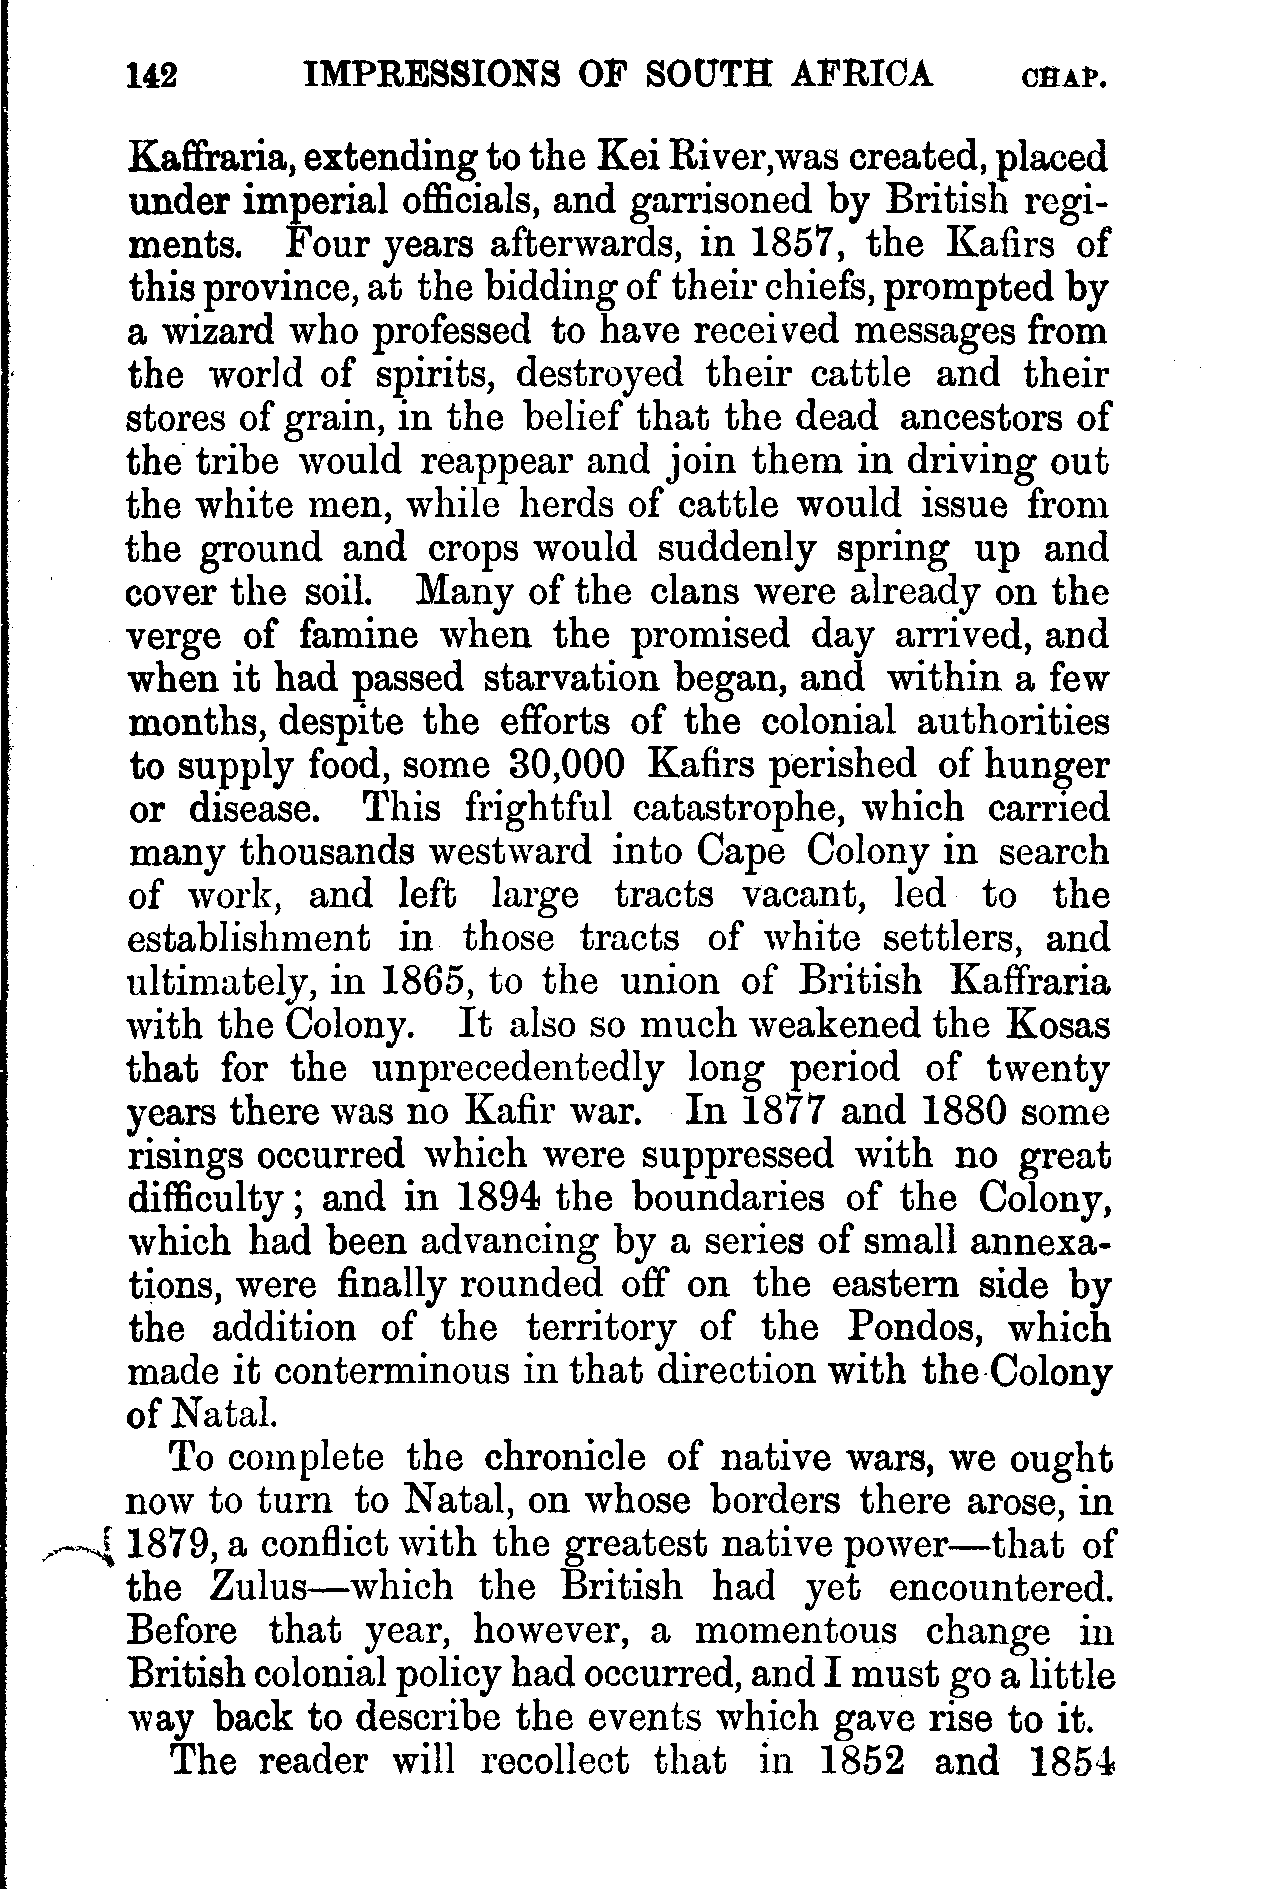 142 IMPRESSIONS OF SOUTH AFRICA CHAP.
Kaffraria, extending to the Kei River, was created, placed
under imperial officials, and garrisoned by British regi-
ments. Four years afterwards, in 1857, the Kafirs of
this province, at the bidding of their chiefs, prompted by
a wizard who professed to have received messages from
the world of spirits, destroyed their cattle and their
stores of grain, in the belief that the dead ancestors of
the tribe would reappear and join them in driving out
the white men, while herds of cattle would issue from
the ground and crops would suddenly spring up and
cover the soil. Many of the clans were already on the
verge of famine when the promised day arrived, and
when it had passed starvation began, and within a few
months, despite the efforts of the colonial authorities
to supply food, some 30,000 Kafirs perished of hunger
or disease. This frightful catastrophe, which carried
many thousands westward into Cape Colony in search
of work, and left large tracts vacant, led to the
establishment in those tracts of white settlers, and
ultimately, in 1865, to the union of British Kaffraria
with the Colony. It also so much weakened the Kosas
that for the unprecedentedly long period of twenty
years there was no Kafir war. In 1877 and 1880 some
risings occurred which were suppressed with no great
difficulty; and in 1894 the boundaries of the Colony,
which had been advancing by a series of small annexa-
tions, were finally rounded off on the eastern side by
the addition of the territory of the Pondos, which
made it conterminous in that direction with the Colony
of Natal.
To complete the chronicle of native wars, we ought
now to turn to Natal, on whose borders there arose, in
1879, a conflict with the greatest native power—that of
the Zulus—which the British had yet encountered.
Before that year, however, a momentous change in
British colonial policy had occurred, and I must go a little
way back to describe the events which gave rise to it.
The reader will recollect that in 1852 and 1854